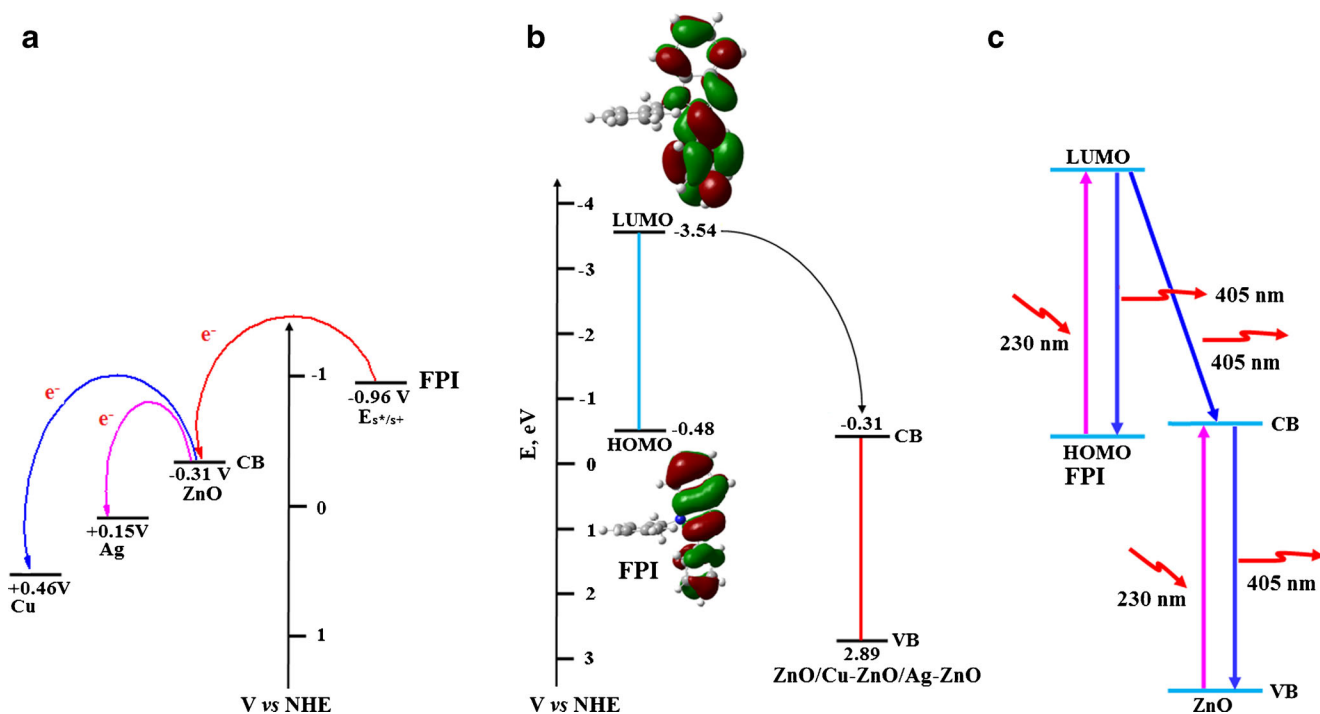 a
e⁻
e⁻
e⁻
-1
0
1
-0.96 V
FPI
Es*/s+
-0.31 V
CB
ZnO
+0.15V
Ag
+0.46V
Cu
V vs NHE
b
E, eV
-4
-3
-2
-1
0
1
2
3
LUMO
-3.54
-0.48
HOMO
FPI
-0.31
CB
VB
2.89
ZnO/Cu-ZnO/Ag-ZnO
V vs NHE
c
LUMO
230 nm
405 nm
405 nm
HOMO
FPI
CB
230 nm
405 nm
VB
ZnO